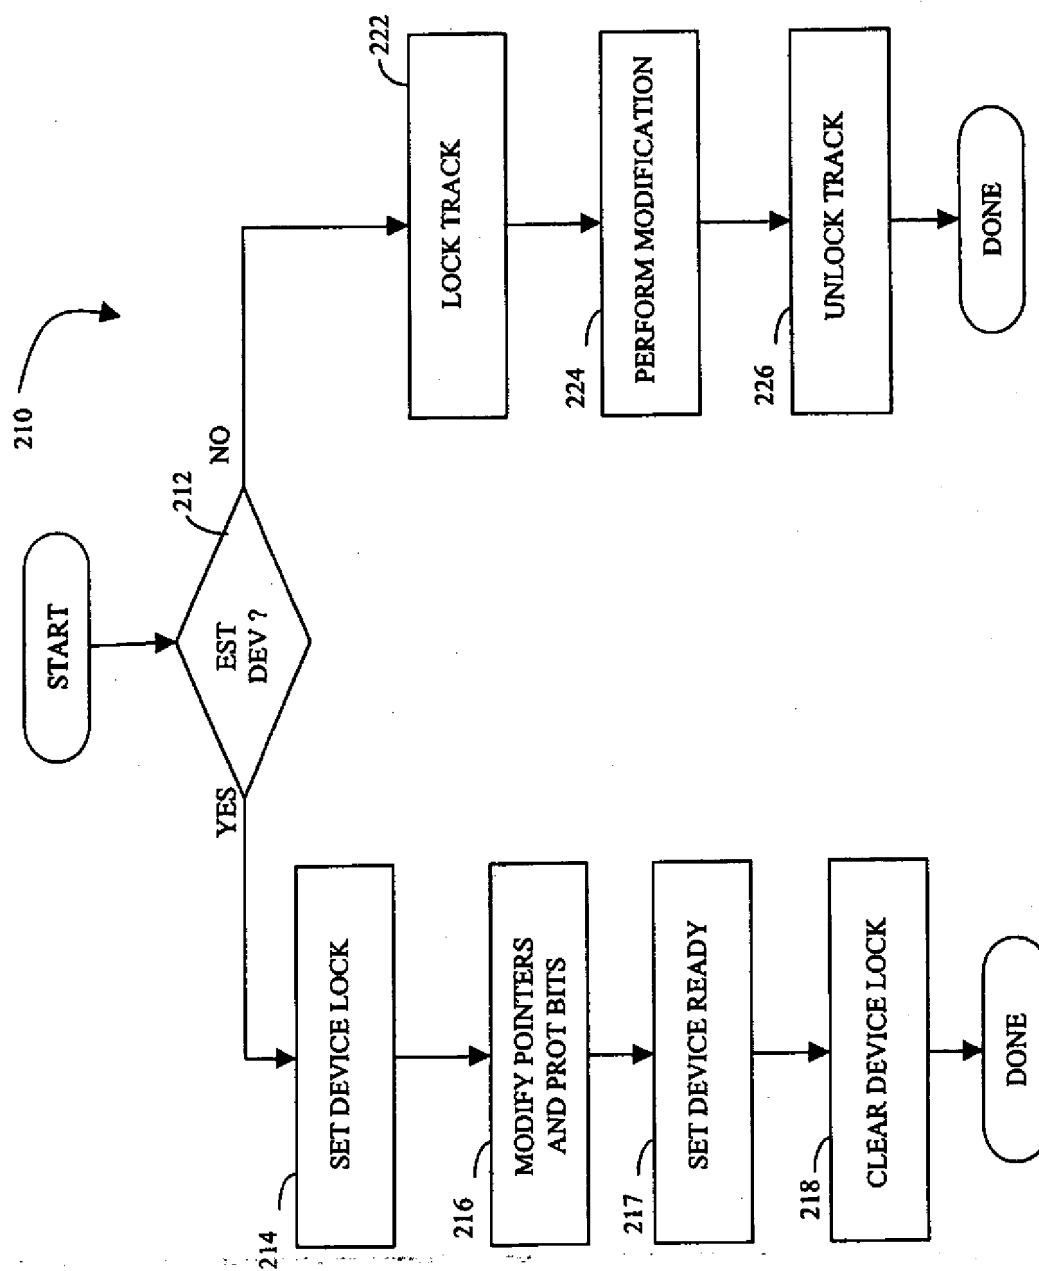 210
START
212
EST
DEV ?
YES
NO
214
SET DEVICE LOCK
216
MODIFY POINTERS
AND PROT BITS
217
SET DEVICE READY
218
CLEAR DEVICE LOCK
DONE
222
LOCK TRACK
224
PERFORM MODIFICATION
226
UNLOCK TRACK
DONE